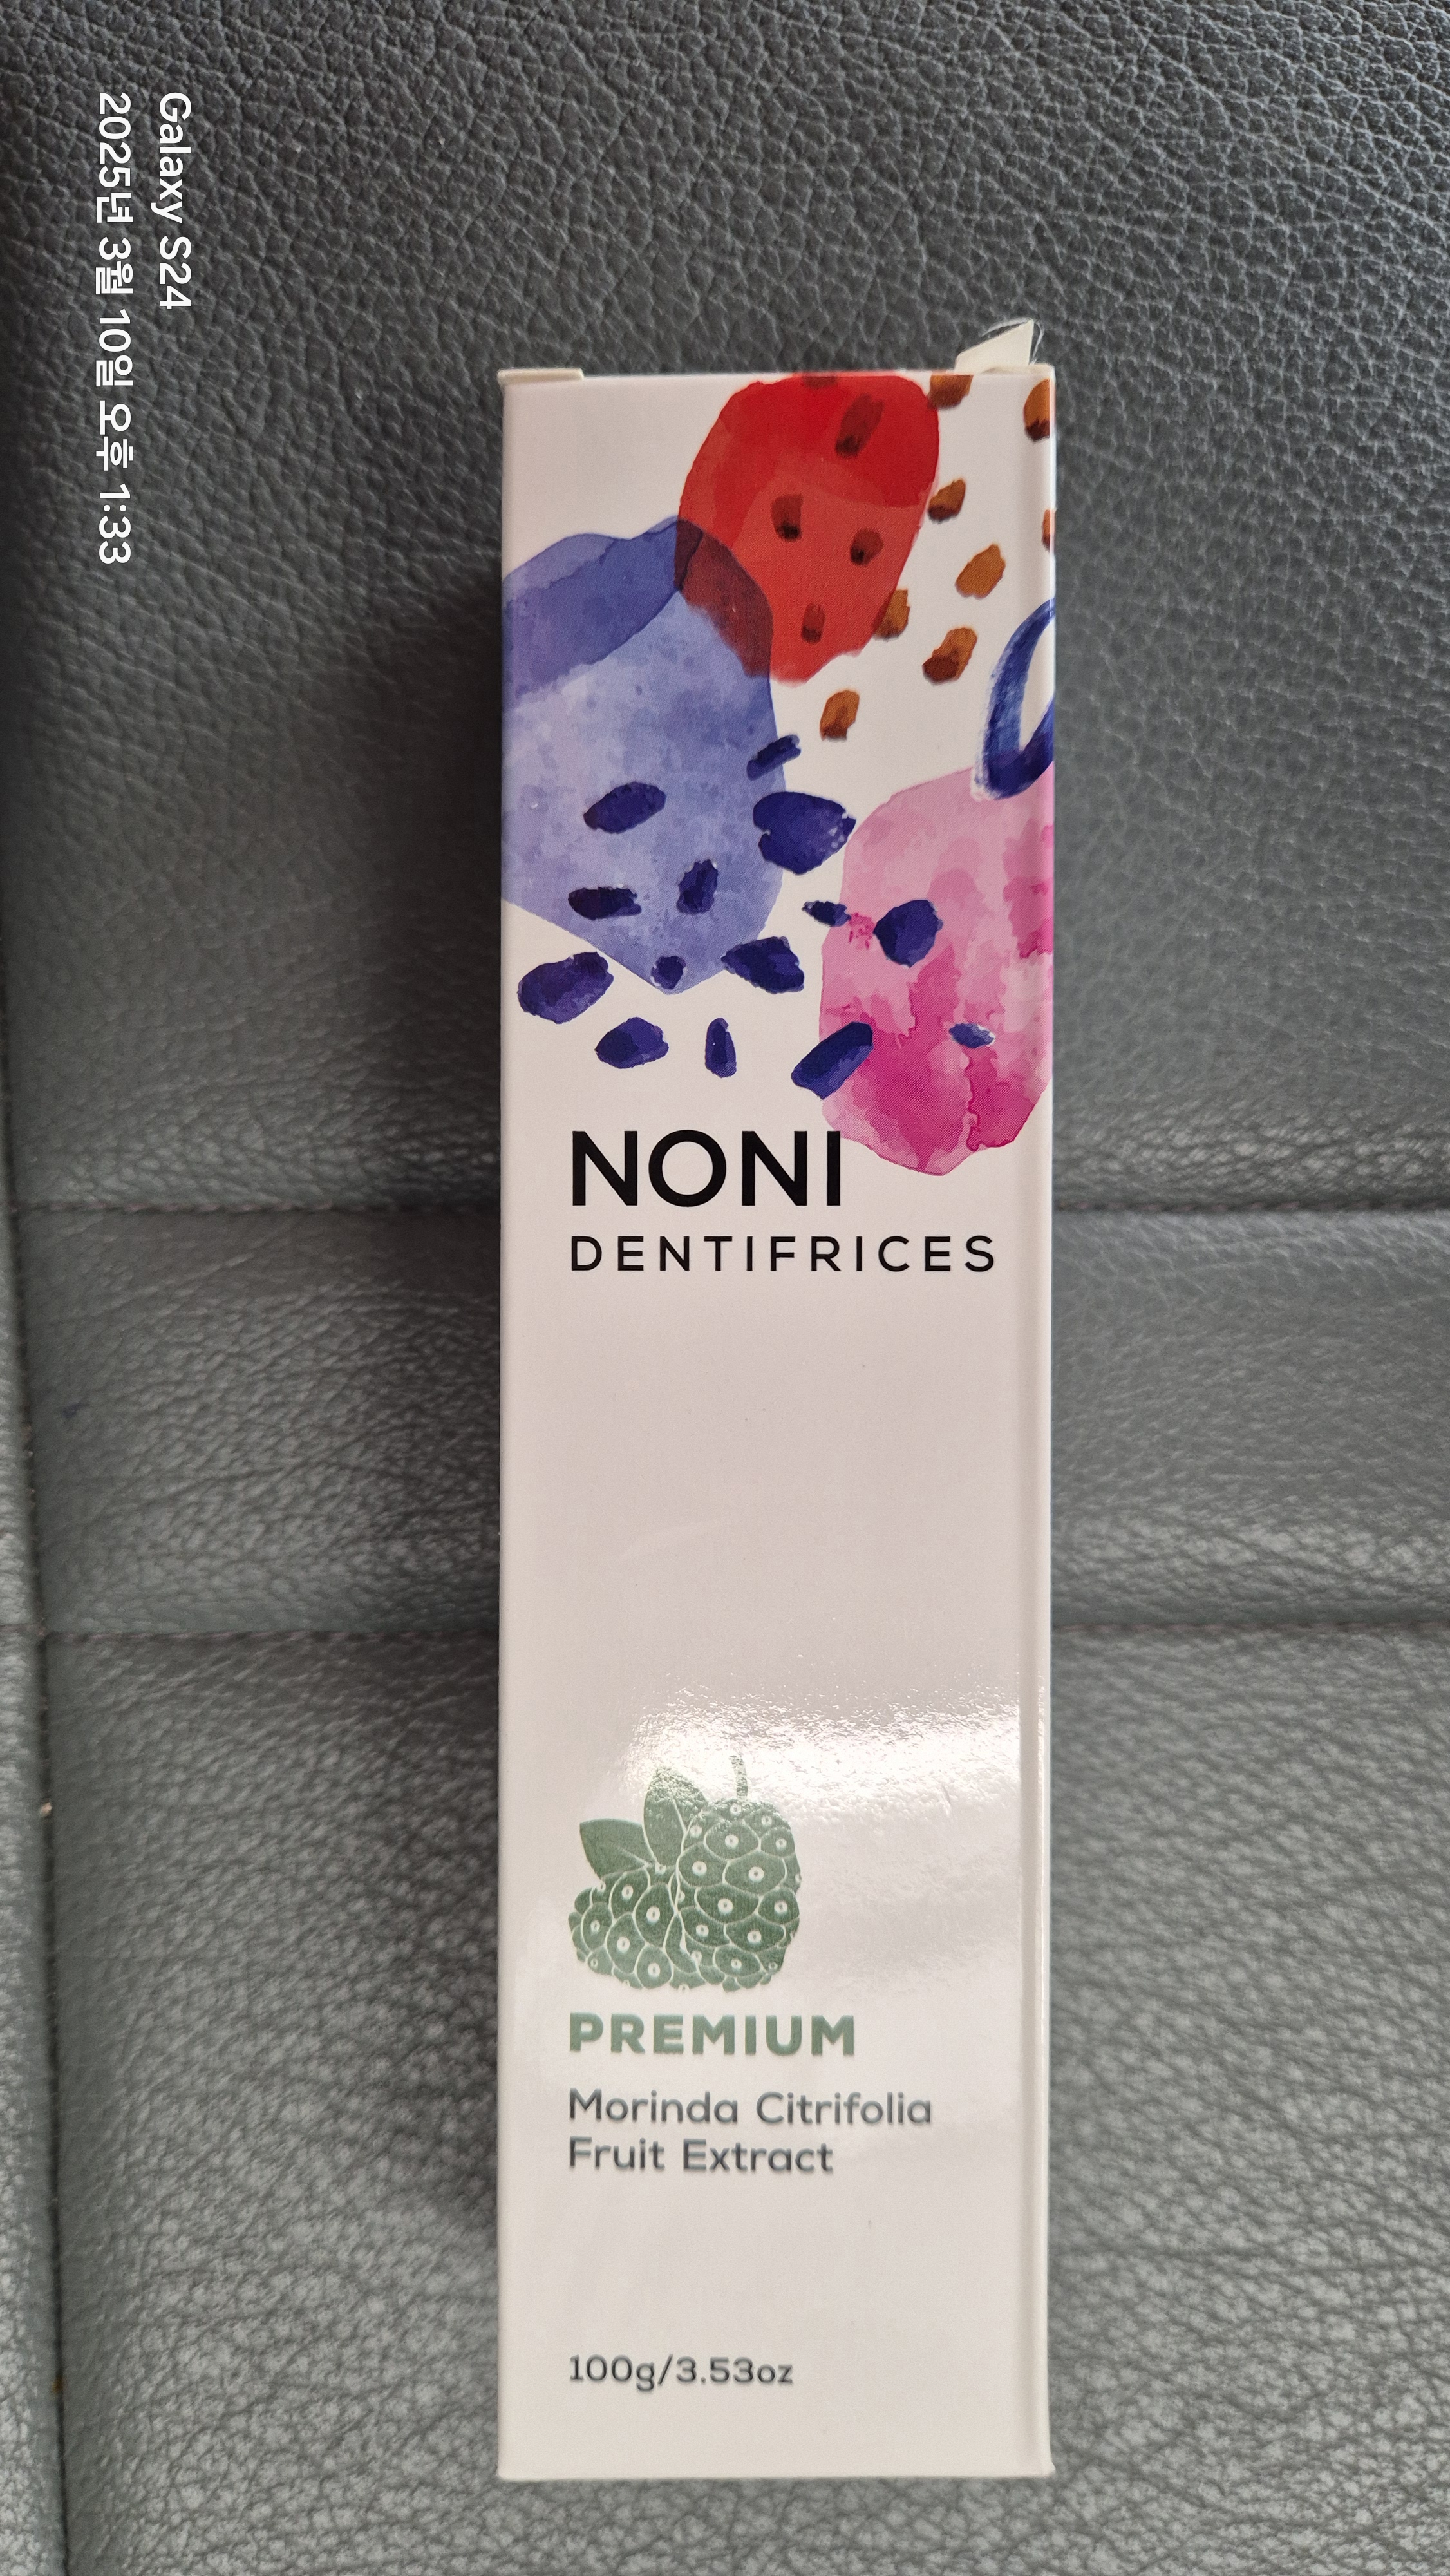 Galaxy S24
2025년 3월 10일 오후 1:33
NONI
DENTIFRICES
PREMIUM
Morinda Citrifolia
Fruit Extract
100g/3.53oz